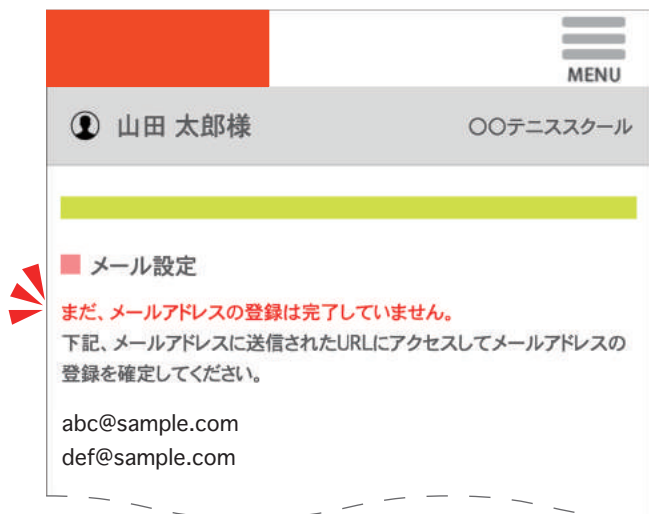 MENU
山田 太郎様
〇〇テニススクール
メール設定
まだ、メールアドレスの登録は完了していません。
下記、メールアドレスに送信されたURLにアクセスしてメールアドレスの
登録を確定してください。
abc@sample.com
def@sample.com